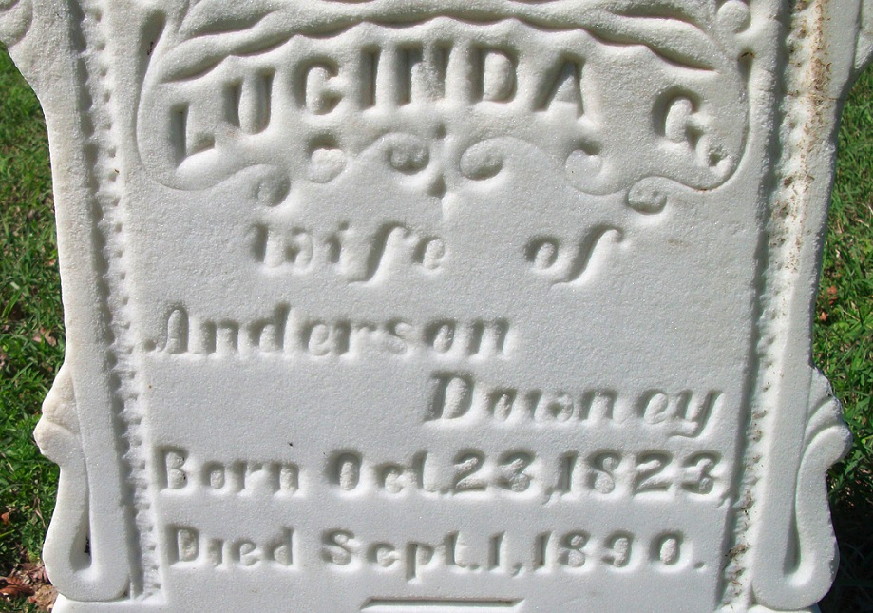 LUCINDA G.
Wife of
Anderson
Downey
Born Oct. 23, 1823,
Died Sept. 1, 1890.